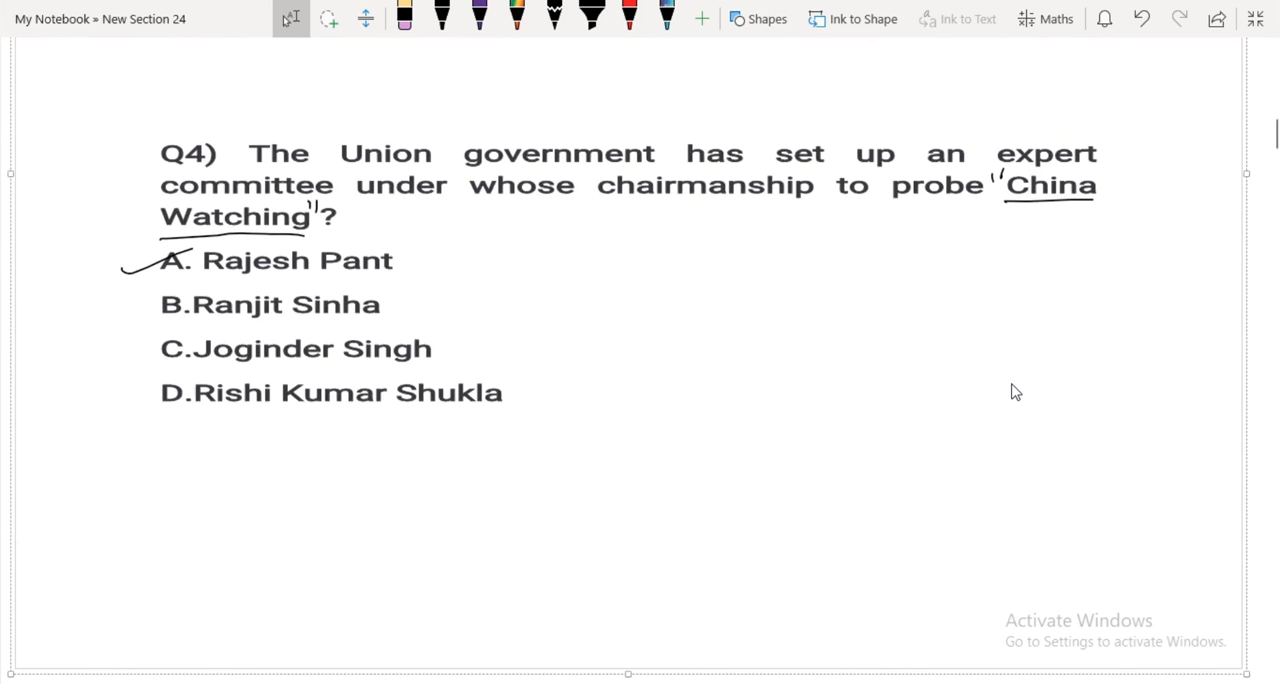 My Notebook » New Section 24
Shapes Ink to Shape Ink to Text Maths
Q4) The Union government has set up an expert
committee under whose chairmanship to probe "China
Watching"?
A. Rajesh Pant
B.Ranjit Sinha
C.Joginder Singh
D.Rishi Kumar Shukla
Activate Windows
Go to Settings to activate Windows.